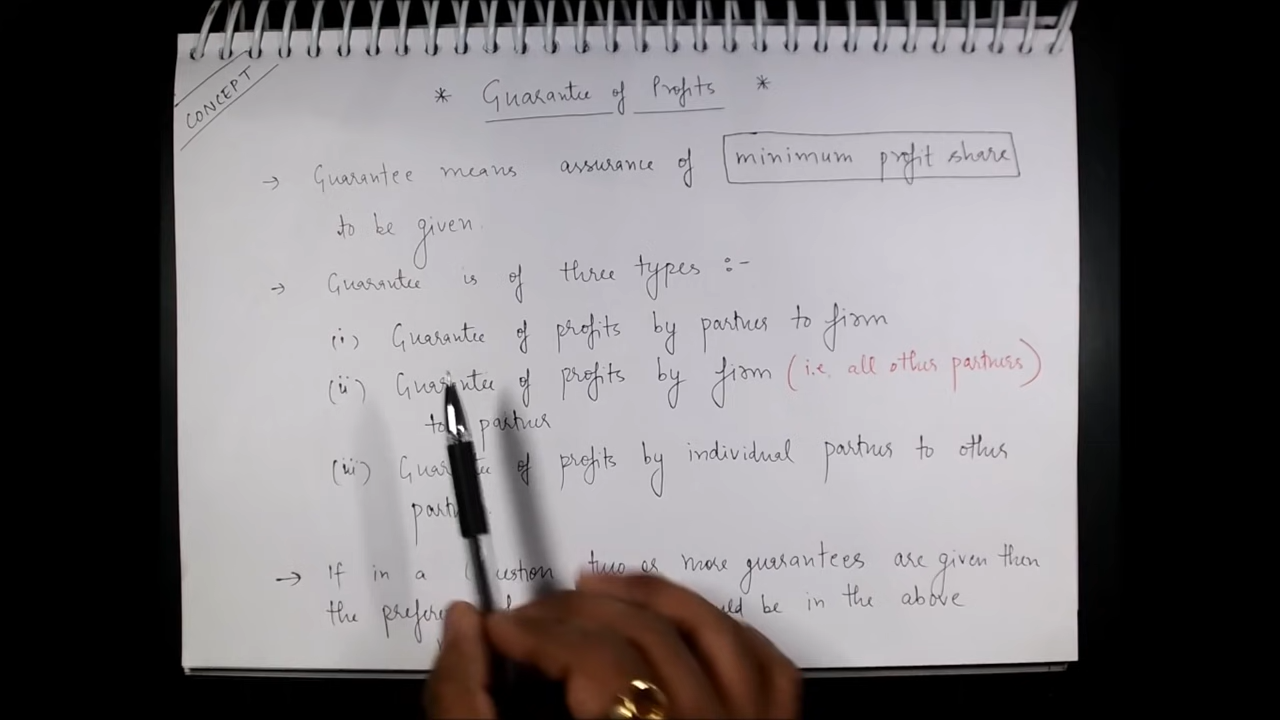 CONCEPT
* Guarantee of Profits *
→ Guarantee means assurance of minimum profit share
to be given.
→ Guarantee is of three types :-
(i) Guarantee of profits by partner to firm
(ii) Guarantee of profits by firm (i.e. all other partners)
to partner
(iii) of profits by individual partner to other
→ If in a two or more guarantees are given then
the be in the above